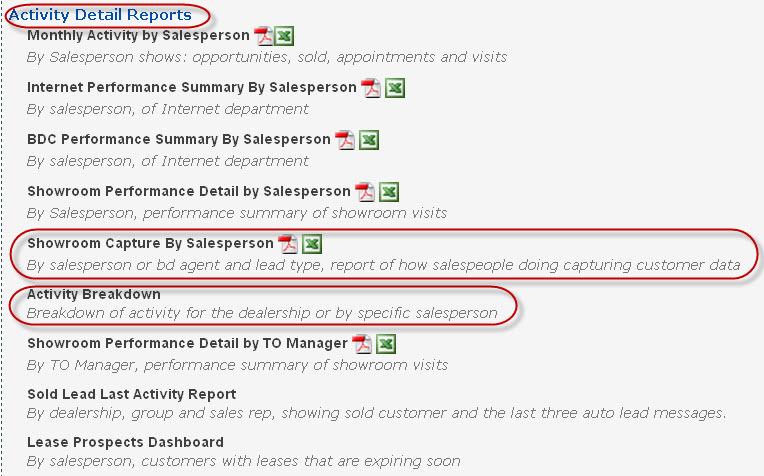 Activity Detail Reports
Monthly Activity by Salesperson
By Salesperson shows: opportunities, sold, appointments and visits
Internet Performance Summary By Salesperson
By salesperson, of Internet department
BDC Performance Summary By Salesperson
By salesperson, of Internet department
Showroom Performance Detail by Salesperson
By Salesperson, performance summary of showroom visits
Showroom Capture By Salesperson
By salesperson or bd agent and lead type, report of how salespeople doing capturing customer data
Activity Breakdown
Breakdown of activity for the dealership or by specific salesperson
Showroom Performance Detail by TO Manager
By TO Manager, performance summary of showroom visits
Sold Lead Last Activity Report
By dealership, group and sales rep, showing sold customer and the last three auto lead messages.
Lease Prospects Dashboard
By salesperson, customers with leases that are expiring soon